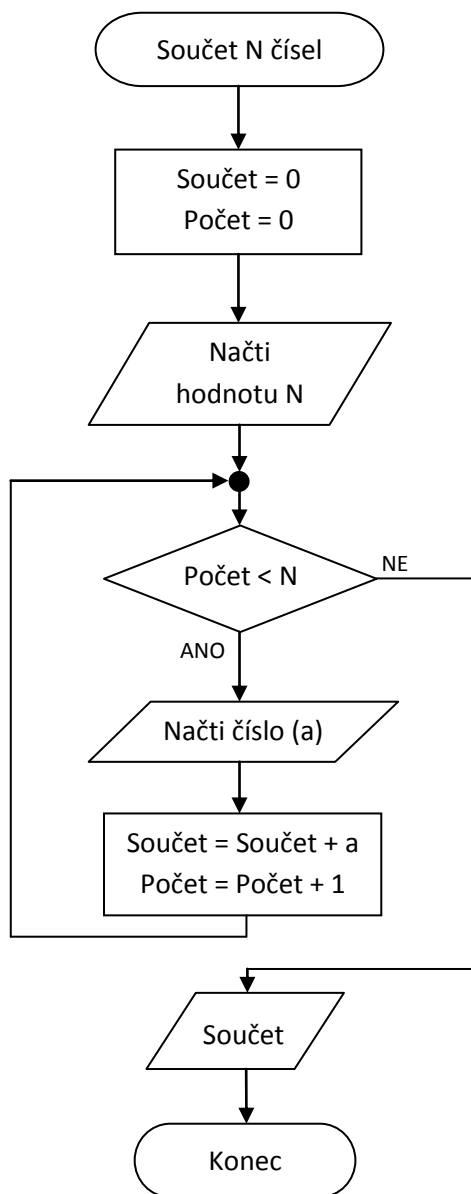 Součet N čísel
Součet = 0
Počet = 0
Načti
hodnotu N
Počet < N
NE
ANO
Načti číslo (a)
Součet = Součet + a
Počet = Počet + 1
Součet
Konec